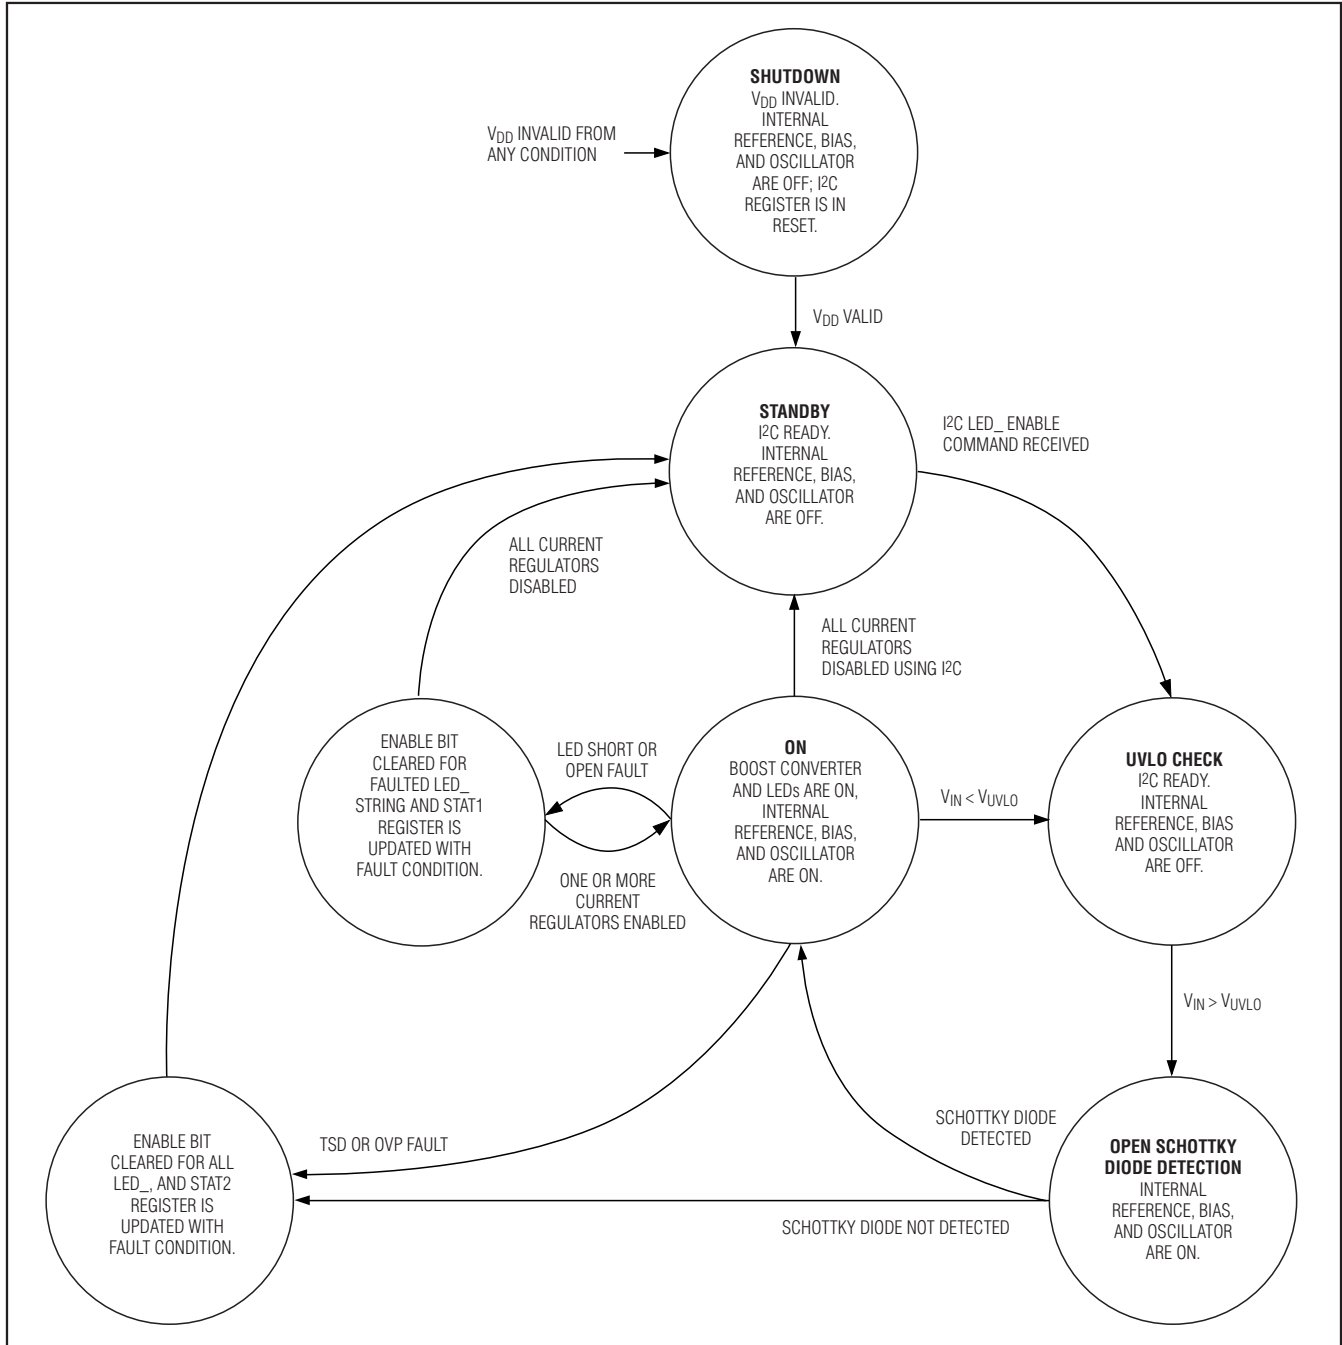 SHUTDOWN
VDD INVALID.
INTERNAL
REFERENCE, BIAS,
AND OSCILLATOR
ARE OFF; I2C
REGISTER IS IN
RESET.
VDD INVALID FROM
ANY CONDITION
VDD VALID
STANDBY
I2C READY.
INTERNAL
REFERENCE, BIAS,
AND OSCILLATOR
ARE OFF.
I2C LED_ ENABLE
COMMAND RECEIVED
ALL CURRENT
REGULATORS
DISABLED
ALL CURRENT
REGULATORS
DISABLED USING I2C
ENABLE BIT
CLEARED FOR
FAULTED LED_
STRING AND STAT1
REGISTER IS
UPDATED WITH
FAULT CONDITION.
LED SHORT OR
OPEN FAULT
ONE OR MORE
CURRENT
REGULATORS ENABLED
ON
BOOST CONVERTER
AND LEDs ARE ON,
INTERNAL
REFERENCE, BIAS,
AND OSCILLATOR
ARE ON.
VIN < VUVLO
UVLO CHECK
I2C READY.
INTERNAL
REFERENCE, BIAS
AND OSCILLATOR
ARE OFF.
VIN > VUVLO
ENABLE BIT
CLEARED FOR ALL
LED_, AND STAT2
REGISTER IS
UPDATED WITH
FAULT CONDITION.
TSD OR OVP FAULT
SCHOTTKY DIODE
DETECTED
SCHOTTKY DIODE NOT DETECTED
OPEN SCHOTTKY
DIODE DETECTION
INTERNAL
REFERENCE, BIAS,
AND OSCILLATOR
ARE ON.